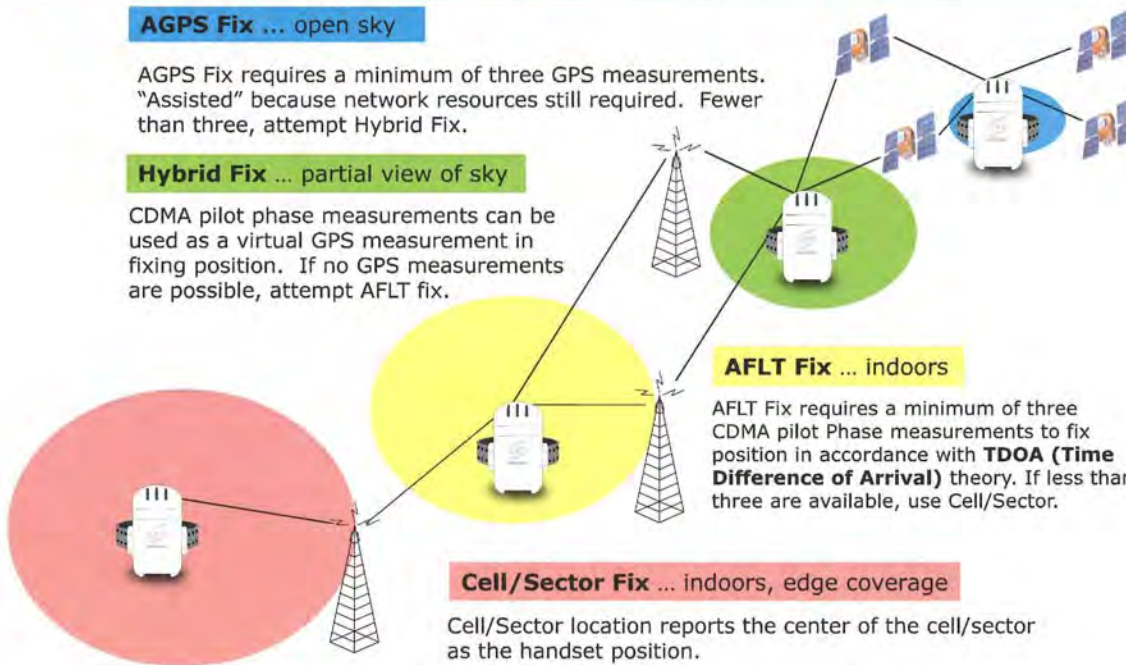 AGPS Fix ... open sky
AGPS Fix requires a minimum of three GPS measurements.
"Assisted" because network resources still required. Fewer
than three, attempt Hybrid Fix.
Hybrid Fix ... partial view of sky
CDMA pilot phase measurements can be
used as a virtual GPS measurement in
fixing position. If no GPS measurements
are possible, attempt AFLT fix.
AFLT Fix ... indoors
AFLT Fix requires a minimum of three
CDMA pilot Phase measurements to fix
position in accordance with TDOA (Time
Difference of Arrival) theory. If less than
three are available, use Cell/Sector.
Cell/Sector Fix ... indoors, edge coverage
Cell/Sector location reports the center of the cell/sector
as the handset position.